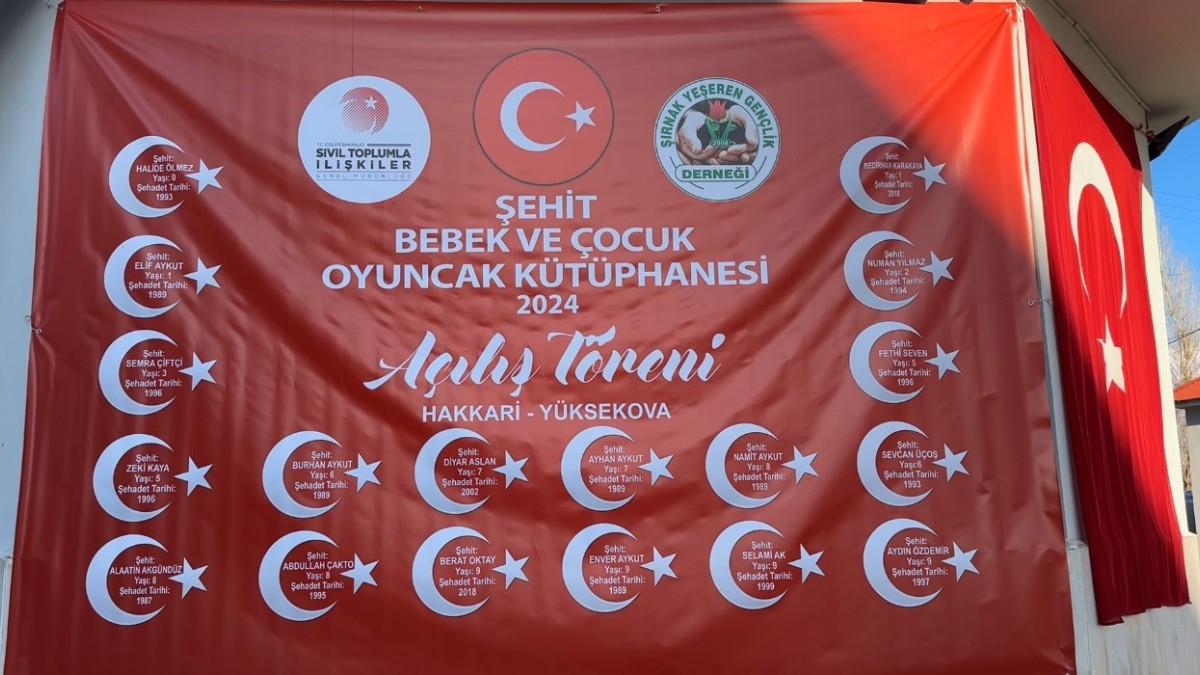 T.C. İÇİŞLERİ BAKANLIĞI
SİVİL TOPLUMLA
İLİŞKİLER
GENEL MÜDÜRLÜĞÜ
ŞIRNAK YEŞEREN GENÇLİK
2004
DERNEĞİ
ŞEHİT
BEBEK VE ÇOCUK
OYUNCAK KÜTÜPHANESİ
2024
Açılış Töreni
HAKKARİ - YÜKSEKOVA
Şehit:
HALİDE ÖLMEZ
Yaşı: 0
Şehadet Tarihi:
1993
Şehit:
BEDİRHAN KARAKAYA
Yaşı: 1
Şehadet Tarihi:
2018
Şehit:
ELİF AYKUT
Yaşı: 1
Şehadet Tarihi:
1989
Şehit:
NUMAN YILMAZ
Yaşı: 2
Şehadet Tarihi:
1994
Şehit:
SEMRA ÇİFTÇİ
Yaşı: 3
Şehadet Tarihi:
1996
Şehit:
FETHİ SEVEN
Yaşı: 5
Şehadet Tarihi:
1996
Şehit:
ZEKİ KAYA
Yaşı: 5
Şehadet Tarihi:
1996
Şehit:
BURHAN AYKUT
Yaşı: 6
Şehadet Tarihi:
1989
Şehit:
DİYAR ASLAN
Yaşı: 7
Şehadet Tarihi:
2002
Şehit:
AYHAN AYKUT
Yaşı: 7
Şehadet Tarihi:
1989
Şehit:
NAMİT AYKUT
Yaşı: 8
Şehadet Tarihi:
1989
Şehit:
SEVCAN ÜÇOŞ
Yaşı:6
Şehadet Tarihi:
1993
Şehit:
ALAATİN AKGÜNDÜZ
Yaşı: 8
Şehadet Tarihi:
1987
Şehit:
ABDULLAH ÇAKTO
Yaşı: 8
Şehadet Tarihi:
1995
Şehit:
BERAT OKTAY
Yaşı: 9
Şehadet Tarihi:
2018
Şehit:
ENVER AYKUT
Yaşı: 9
Şehadet Tarihi:
1989
Şehit:
SELAMİ AK
Yaşı: 9
Şehadet Tarihi:
1999
Şehit:
AYDIN ÖZDEMİR
Yaşı: 9
Şehadet Tarihi:
1997